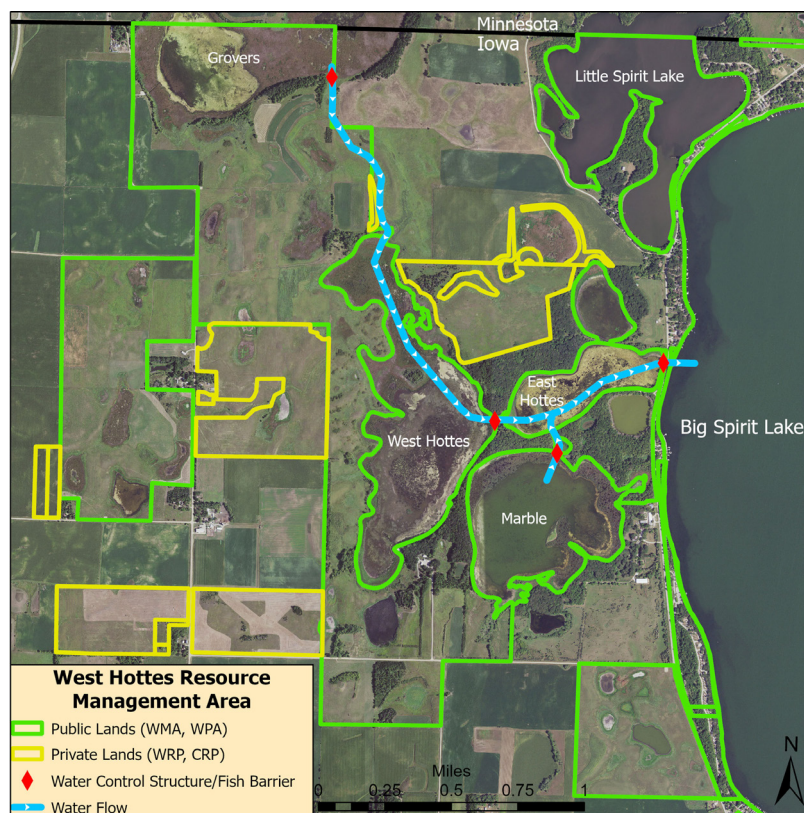 Minnesota
Iowa
Grovers
Little Spirit Lake
East
Hottes
West Hottes
Big Spirit Lake
Marble
West Hottes Resource
Management Area
Public Lands (WMA, WPA)
Private Lands (WRP, CRP)
Water Control Structure/Fish Barrier
Water Flow
Miles
0 0.25 0.5 0.75 1
N